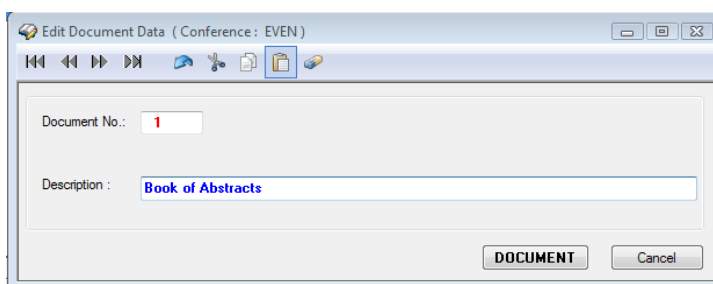 Edit Document Data ( Conference : EVEN )
Document No.: 1
Description : Book of Abstracts
DOCUMENT Cancel